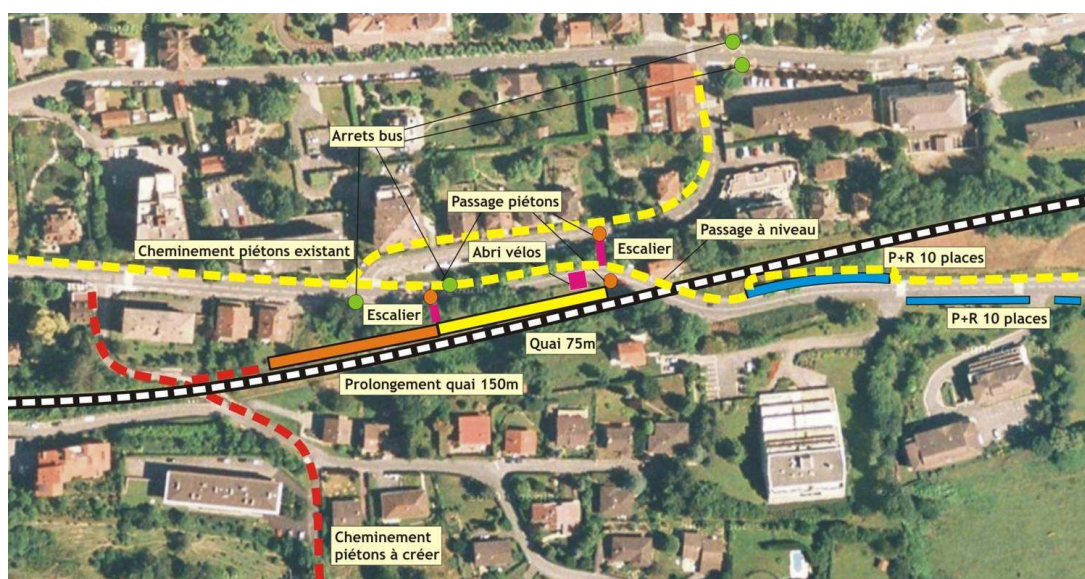 Arrets bus
Passage piétons
Cheminement piétons existant
Abri vélos
Escalier
Passage à niveau
P+R 10 places
Escalier
P+R 10 places
Quai 75m
Prolongement quai 150m
Cheminement
piétons à créer